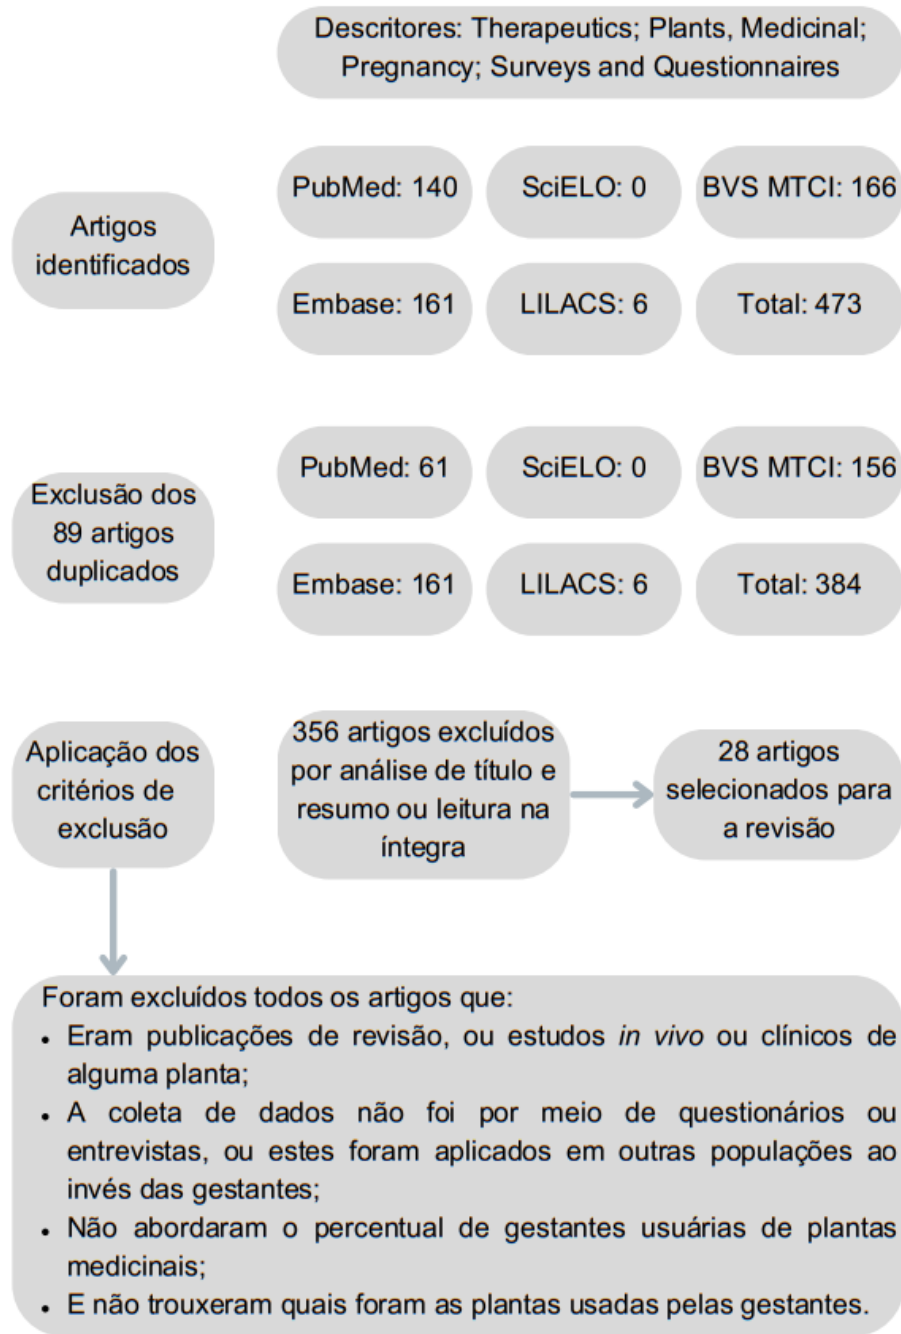 Descritores: Therapeutics; Plants, Medicinal;
Pregnancy; Surveys and Questionnaires
Artigos
identificados
PubMed: 140
SciELO: 0
BVS MTCI: 166
Embase: 161
LILACS: 6
Total: 473
Exclusão dos
89 artigos
duplicados
PubMed: 61
SciELO: 0
BVS MTCI: 156
Embase: 161
LILACS: 6
Total: 384
Aplicação dos
critérios de
exclusão
356 artigos excluídos
por análise de título e
resumo ou leitura na
íntegra
28 artigos
selecionados para
a revisão
Foram excluídos todos os artigos que:
• Eram publicações de revisão, ou estudos in vivo ou clínicos de
alguma planta;
• A coleta de dados não foi por meio de questionários ou
entrevistas, ou estes foram aplicados em outras populações ao
invés das gestantes;
• Não abordaram o percentual de gestantes usuárias de plantas
medicinais;
• E não trouxeram quais foram as plantas usadas pelas gestantes.